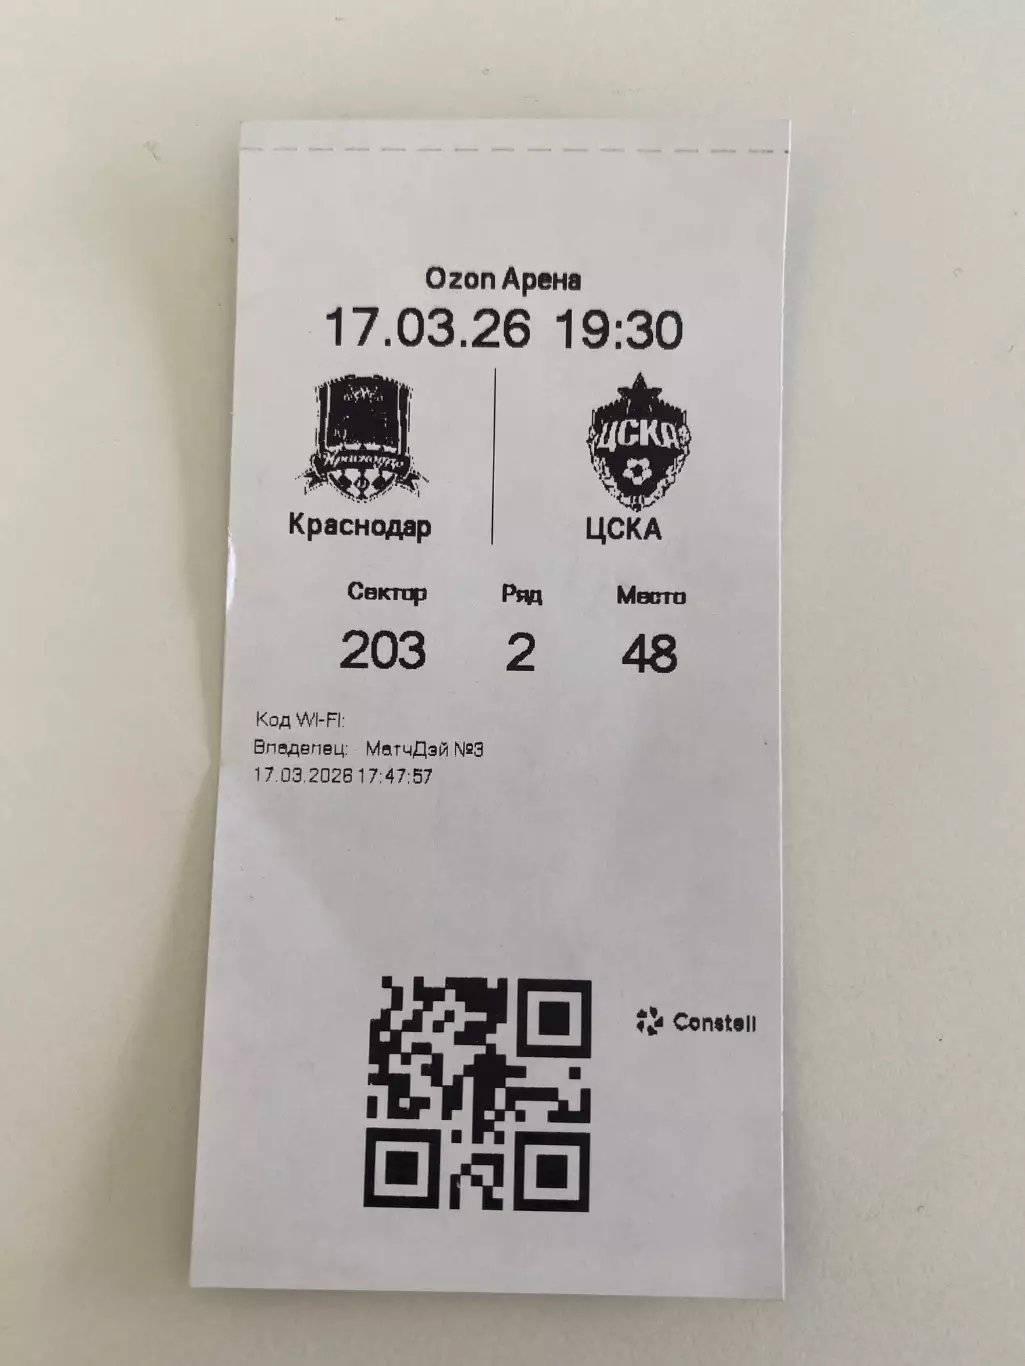 Ozon Арена
17.03.26 19:30
Краснодар
ЦСКА
Краснодар ЦСКА
Сектор Ряд Место
203 2 48
Код WI-FI:
Владелец: МатчДэй №3
17.03.2026 17:47:57
Constell